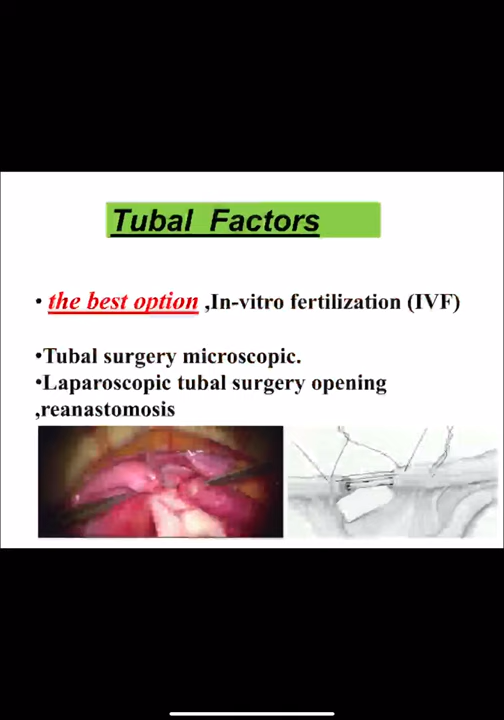 Tubal Factors
• the best option ,In-vitro fertilization (IVF)
•Tubal surgery microscopic.
•Laparoscopic tubal surgery opening
,reanastomosis